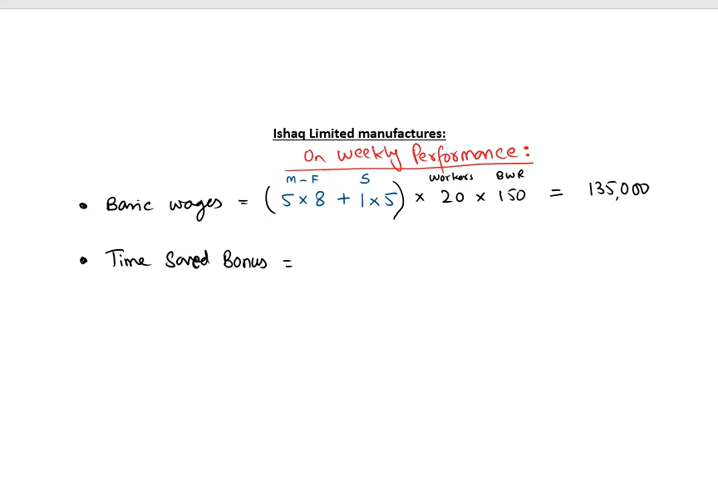 Ishaq Limited manufactures:
On Weekly Performance:
M-F S Workers BWR
• Basic wages = (5 × 8 + 1 × 5) × 20 × 150 = 135,000
• Time Saved Bonus =